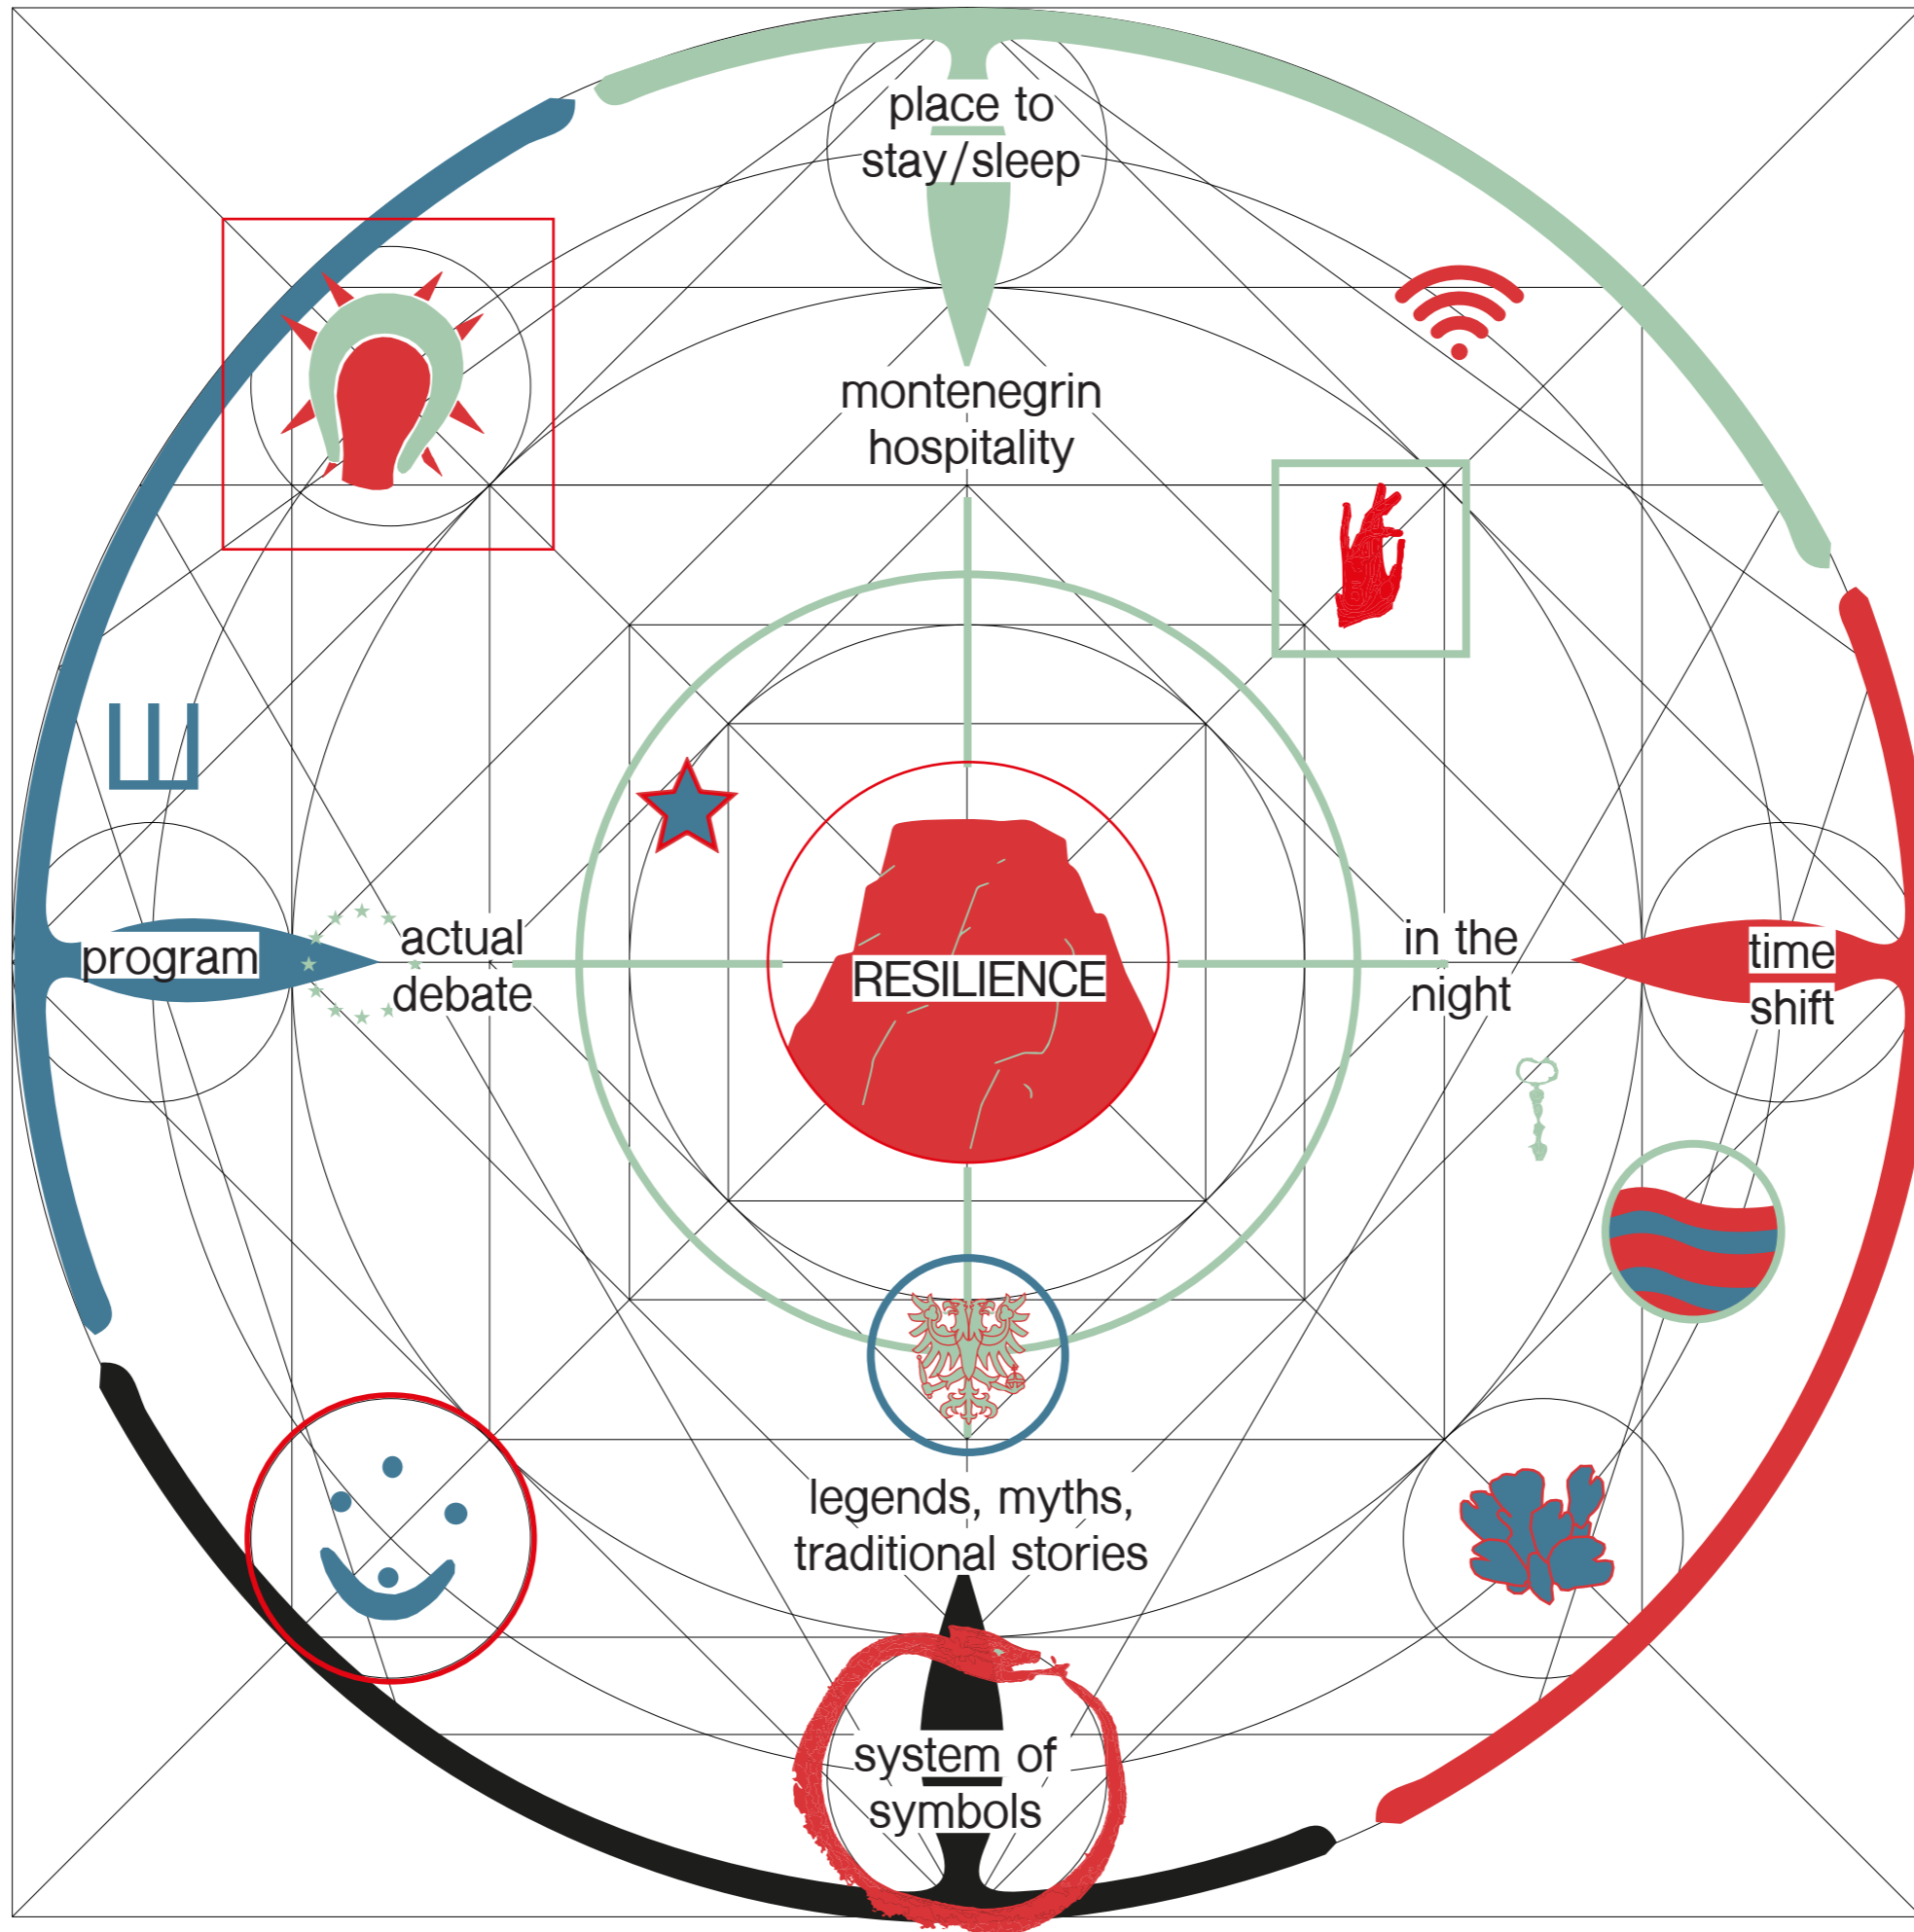 place to
stay/sleep
montenegrin
hospitality
Ш
program
actual
debate
RESILIENCE
in the
night
time
shift
legends, myths,
traditional stories
system of
symbols